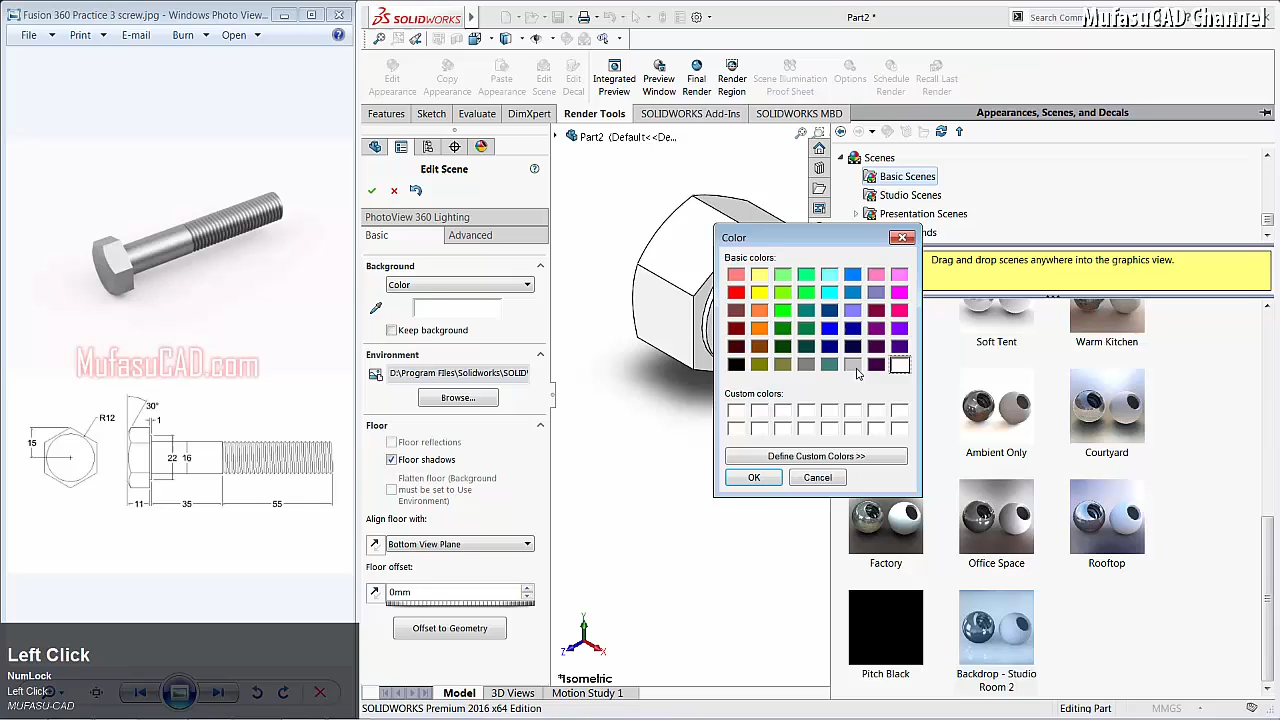 Fusion 360 Practice 3 screw.jpg - Windows Photo View...
File
Print
E-mail
Burn
Open
MufasuCAD.com
30°
R12
1
15
22 16
11
35
55
Left Click
NumLock
Left Click
MUFASU-CAD
SOLIDWORKS
Part2 *
Search Comm
MufasuCAD Channel
Edit Appearance
Copy Appearance
Paste Appearance
Edit Scene
Edit Decal
Integrated Preview
Preview Window
Final Render
Render Region
Scene Illumination Proof Sheet
Options
Schedule Render
Recall Last Render
Features
Sketch
Evaluate
DimXpert
Render Tools
SOLIDWORKS Add-Ins
SOLIDWORKS MBD
Part2 (Default<<De...
Edit Scene
PhotoView 360 Lighting
Basic
Advanced
Background
Color
Keep background
Environment
D:\Program Files\Solidworks\SOLID
Browse...
Floor
Floor reflections
Floor shadows
Flatten floor (Background
must be set to Use
Environment)
Align floor with:
Bottom View Plane
Floor offset:
0mm
Offset to Geometry
Color
Basic colors:
Custom colors:
Define Custom Colors >>
OK
Cancel
Y
Z
X
*Isometric
Appearances, Scenes, and Decals
Scenes
Basic Scenes
Studio Scenes
Presentation Scenes
nds
Drag and drop scenes anywhere into the graphics view.
Soft Tent
Warm Kitchen
Ambient Only
Courtyard
Factory
Office Space
Rooftop
Pitch Black
Backdrop - Studio
Room 2
Model
3D Views
Motion Study 1
SOLIDWORKS Premium 2016 x64 Edition
Editing Part
MMGS